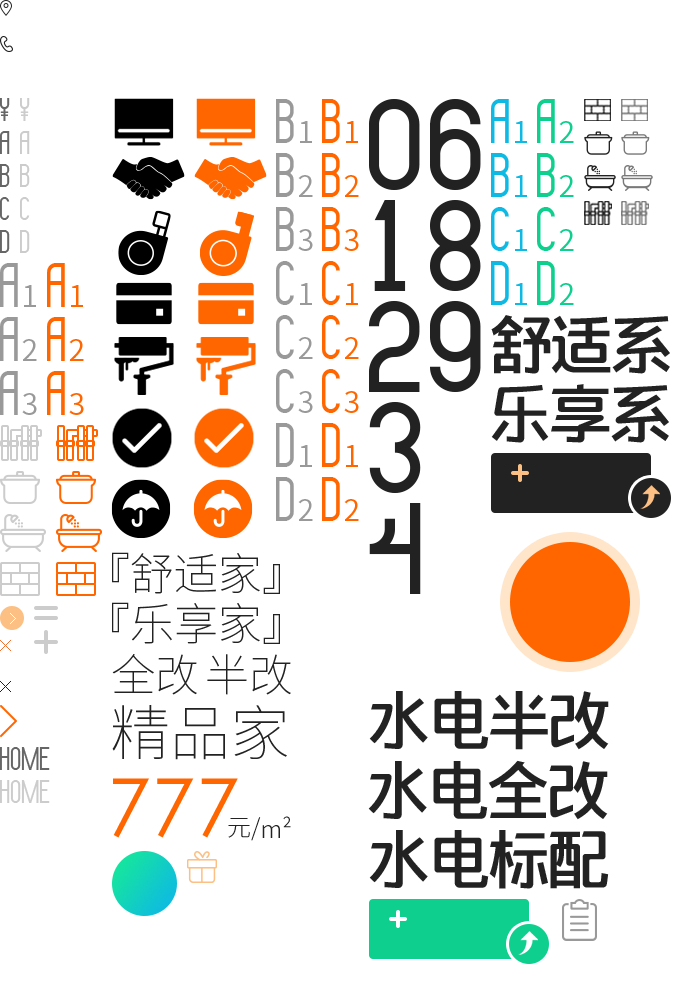 ¥ ¥
A A
B B
C C
D D
A1 A1
A2 A2
A3 A3
HOME
HOME
B1 B1
B2 B2
B3 B3
C1 C1
C2 C2
C3 C3
D1 D1
D2 D2
『舒适家』
『乐享家』
全改 半改
精品家
777元/m²
06
18
29
3
4
A1 A2
B1 B2
C1 C2
D1 D2
舒适系
乐享系
水电半改
水电全改
水电标配